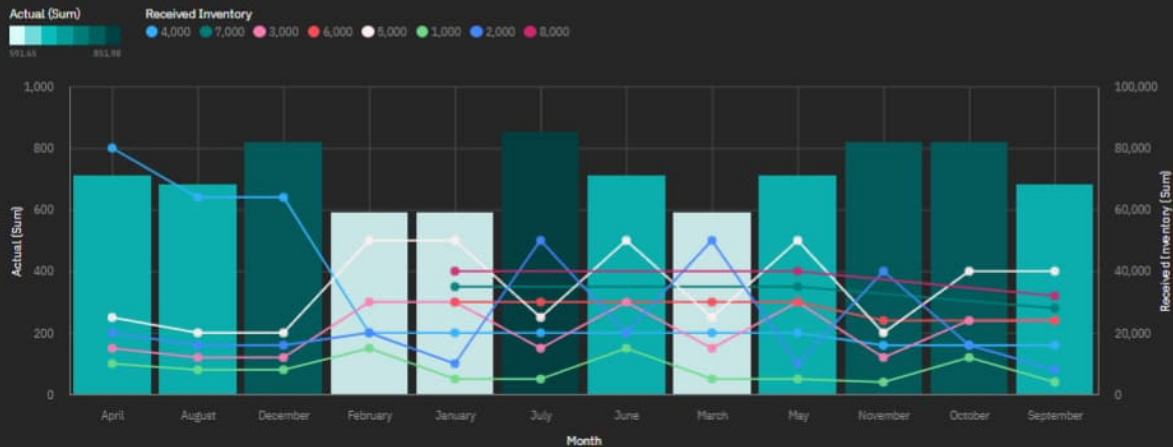 Actual (Sum)
Received Inventory
4,000 7,000 3,000 6,000 5,000 1,000 2,000 8,000
591.66 851.98
1,000 100,000
800 80,000
600 60,000
400 40,000
200 20,000
0 0
Actual (Sum)
Received Inventory (Sum)
April August December February January July June March May November October September
Month